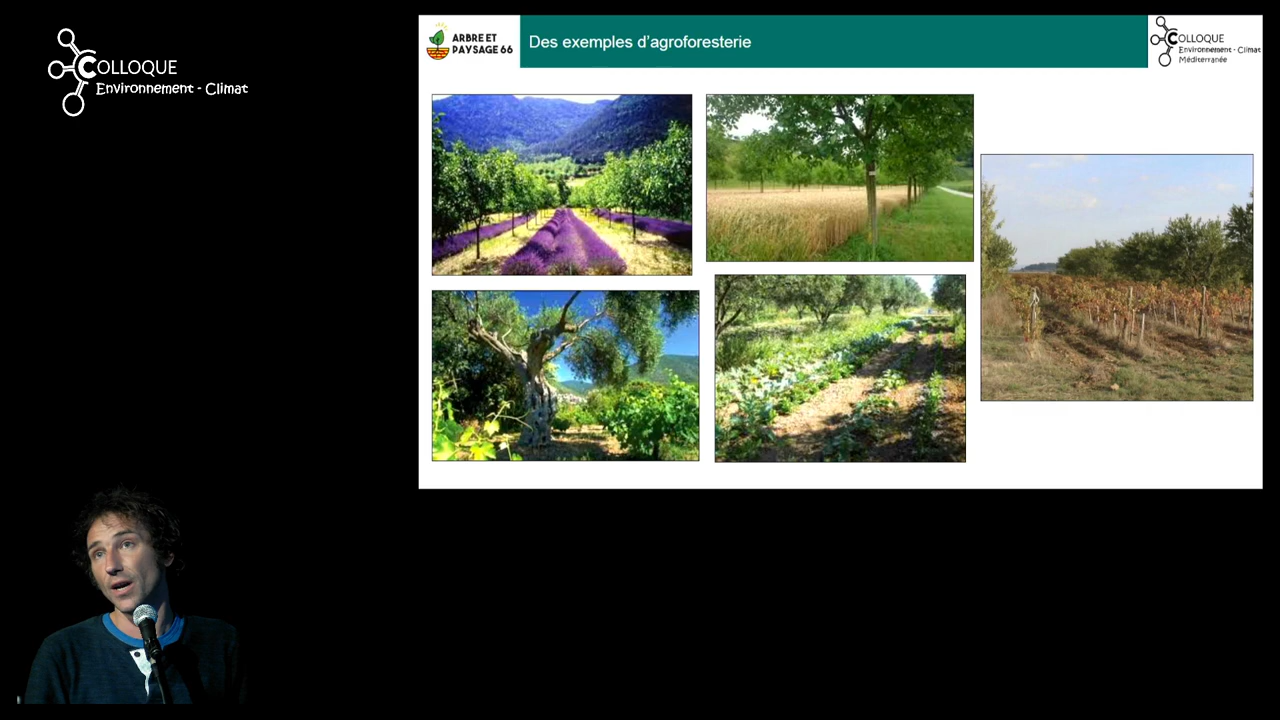 COLLOQUE
Environnement - Climat
ARBRE ET
PAYSAGE 66
Des exemples d'agroforesterie
COLLOQUE
Environnement - Climat
Méditerranée